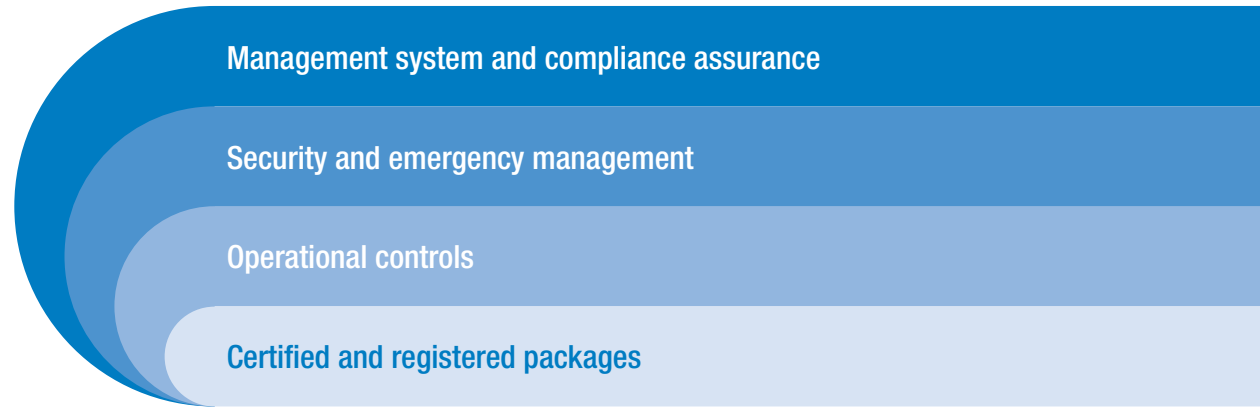 Management system and compliance assurance
Security and emergency management
Operational controls
Certified and registered packages